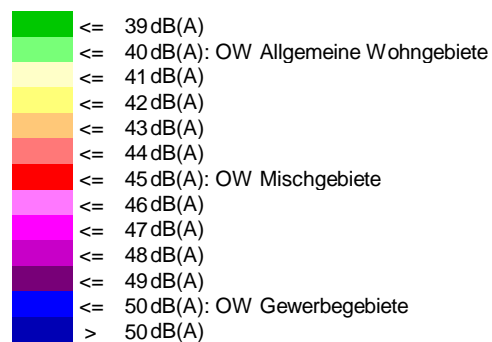 <= 39 dB(A)
<= 40 dB(A): OW Allgemeine Wohngebiete
<= 41 dB(A)
<= 42 dB(A)
<= 43 dB(A)
<= 44 dB(A)
<= 45 dB(A): OW Mischgebiete
<= 46 dB(A)
<= 47 dB(A)
<= 48 dB(A)
<= 49 dB(A)
<= 50 dB(A): OW Gewerbegebiete
> 50 dB(A)